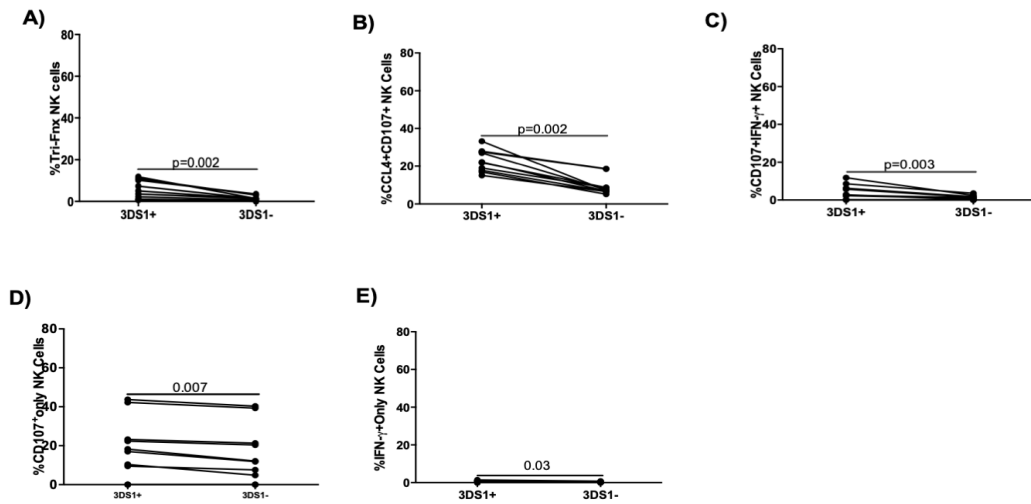 A)
%Tri-Fnx NK cells
80
60
40
20
0
p=0.002
3DS1+ 3DS1-
B)
%CCL4+CD107+ NK Cells
80
60
40
20
0
p=0.002
3DS1+ 3DS1-
C)
%CD107+IFN-γ+ NK Cells
80
60
40
20
0
p=0.003
3DS1+ 3DS1-
D)
%CD107+only NK Cells
80
60
40
20
0
0.007
3DS1+ 3DS1-
E)
%IFN-γ+Only NK Cells
80
60
40
20
0
0.03
3DS1+ 3DS1-